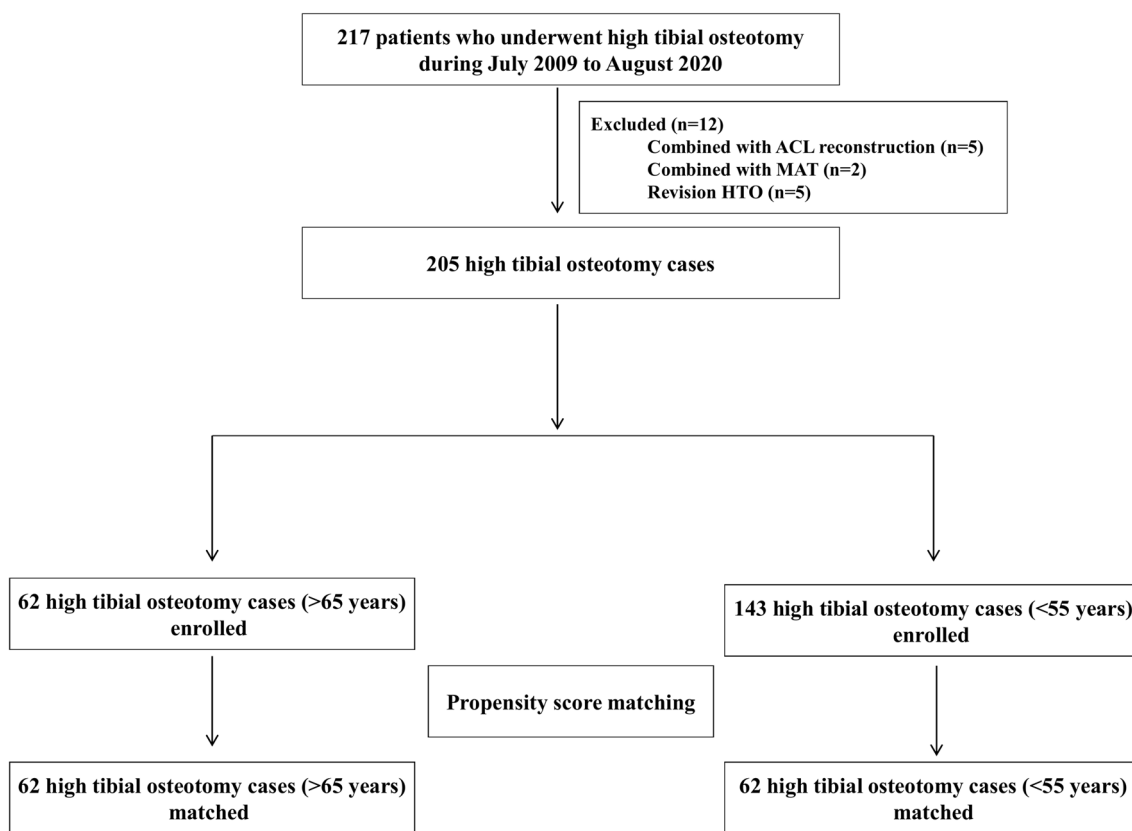 217 patients who underwent high tibial osteotomy
during July 2009 to August 2020
Excluded (n=12)
Combined with ACL reconstruction (n=5)
Combined with MAT (n=2)
Revision HTO (n=5)
205 high tibial osteotomy cases
62 high tibial osteotomy cases (>65 years)
enrolled
143 high tibial osteotomy cases (<55 years)
enrolled
Propensity score matching
62 high tibial osteotomy cases (>65 years)
matched
62 high tibial osteotomy cases (<55 years)
matched